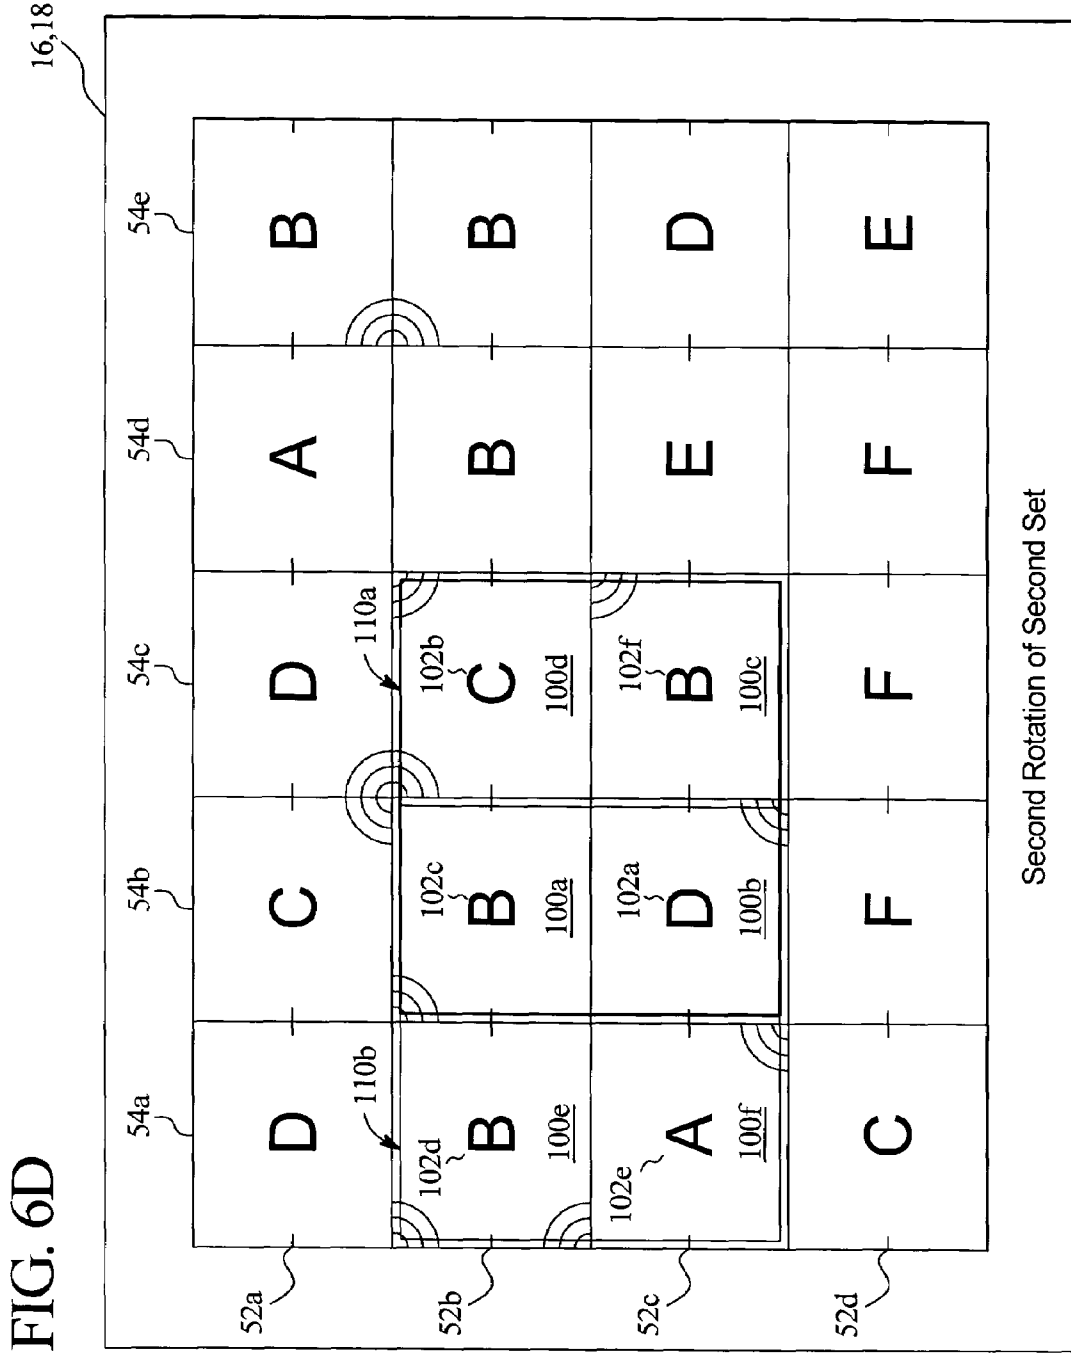 FIG. 6D
16,18
54a 54b 54c 54d 54e
52a D C D A B
110b 110a
102d 102c 102b
52b B B C B B
100e 100a 100d
102e 102a 102f
52c A D B E D
100f 100b 100c
52d C F F F E
Second Rotation of Second Set